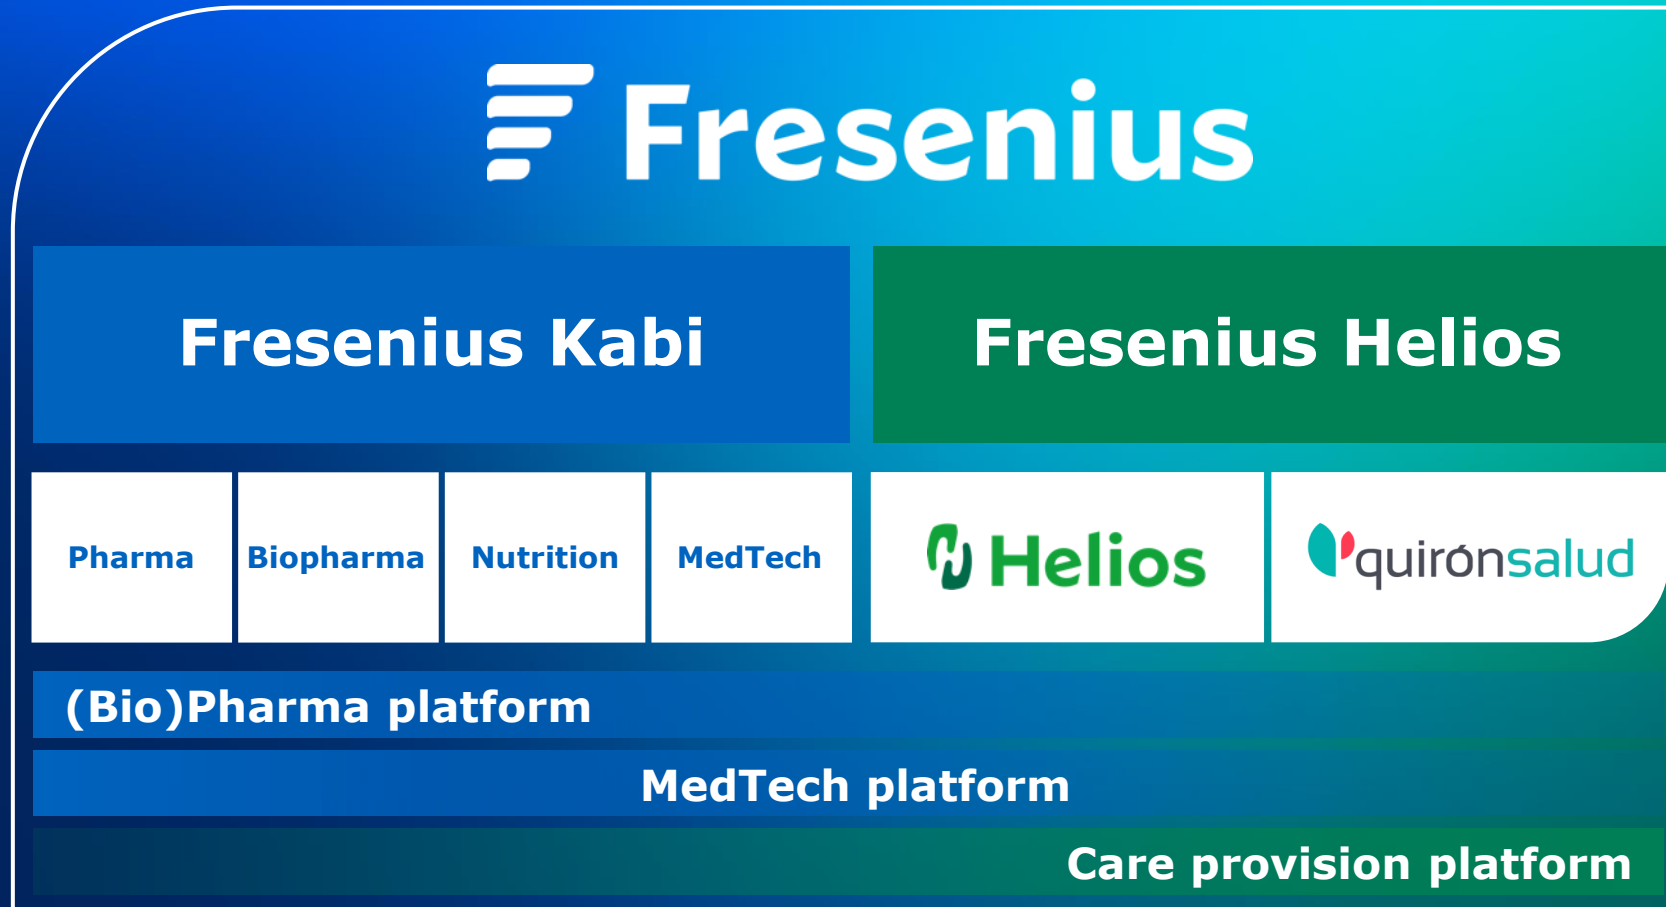 Fresenius
Fresenius Kabi
Fresenius Helios
Pharma
Biopharma
Nutrition
MedTech
Helios
quirónsalud
(Bio)Pharma platform
MedTech platform
Care provision platform